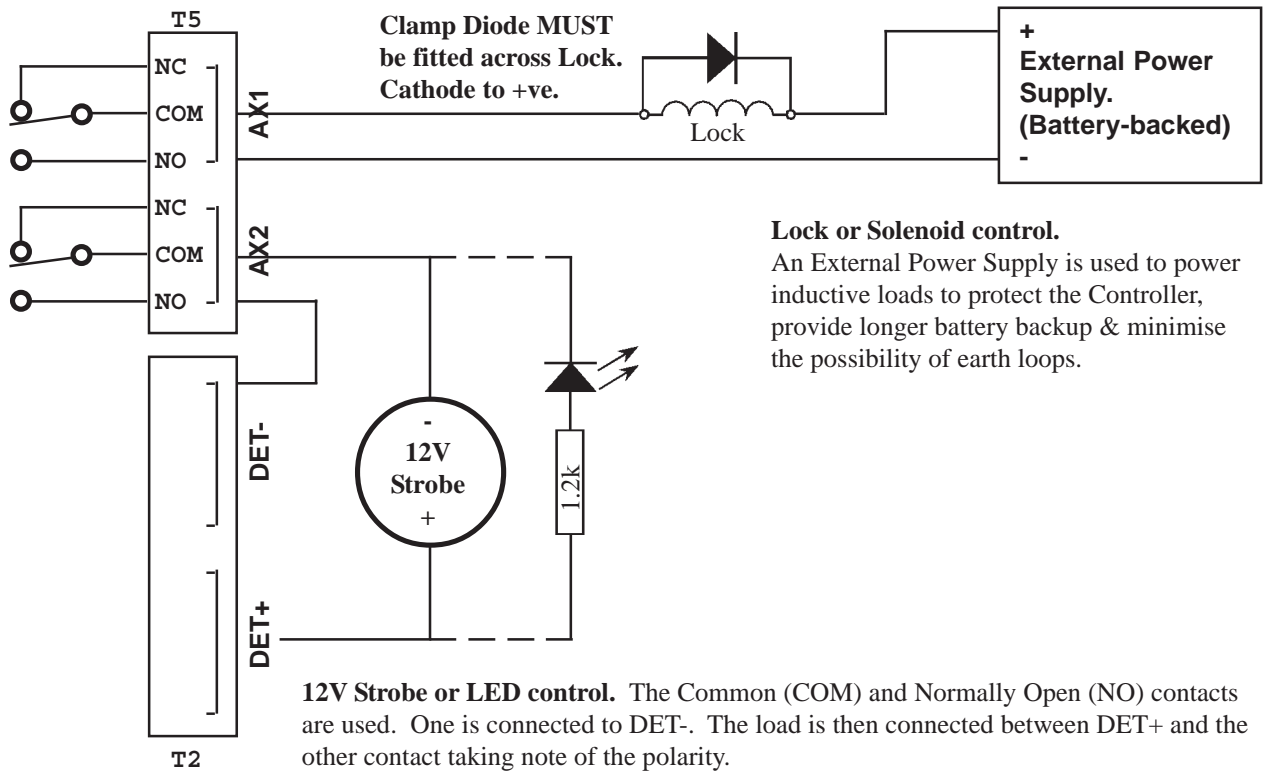 T5
NC
COM
NO
AX1
NC
COM
NO
AX2
Clamp Diode MUST
be fitted across Lock.
Cathode to +ve.
Lock
+
External Power
Supply.
(Battery-backed)
-
Lock or Solenoid control.
An External Power Supply is used to power
inductive loads to protect the Controller,
provide longer battery backup & minimise
the possibility of earth loops.
DET-
DET+
-
12V
Strobe
+
1.2k
12V Strobe or LED control. The Common (COM) and Normally Open (NO) contacts
are used. One is connected to DET-. The load is then connected between DET+ and the
other contact taking note of the polarity.
T2